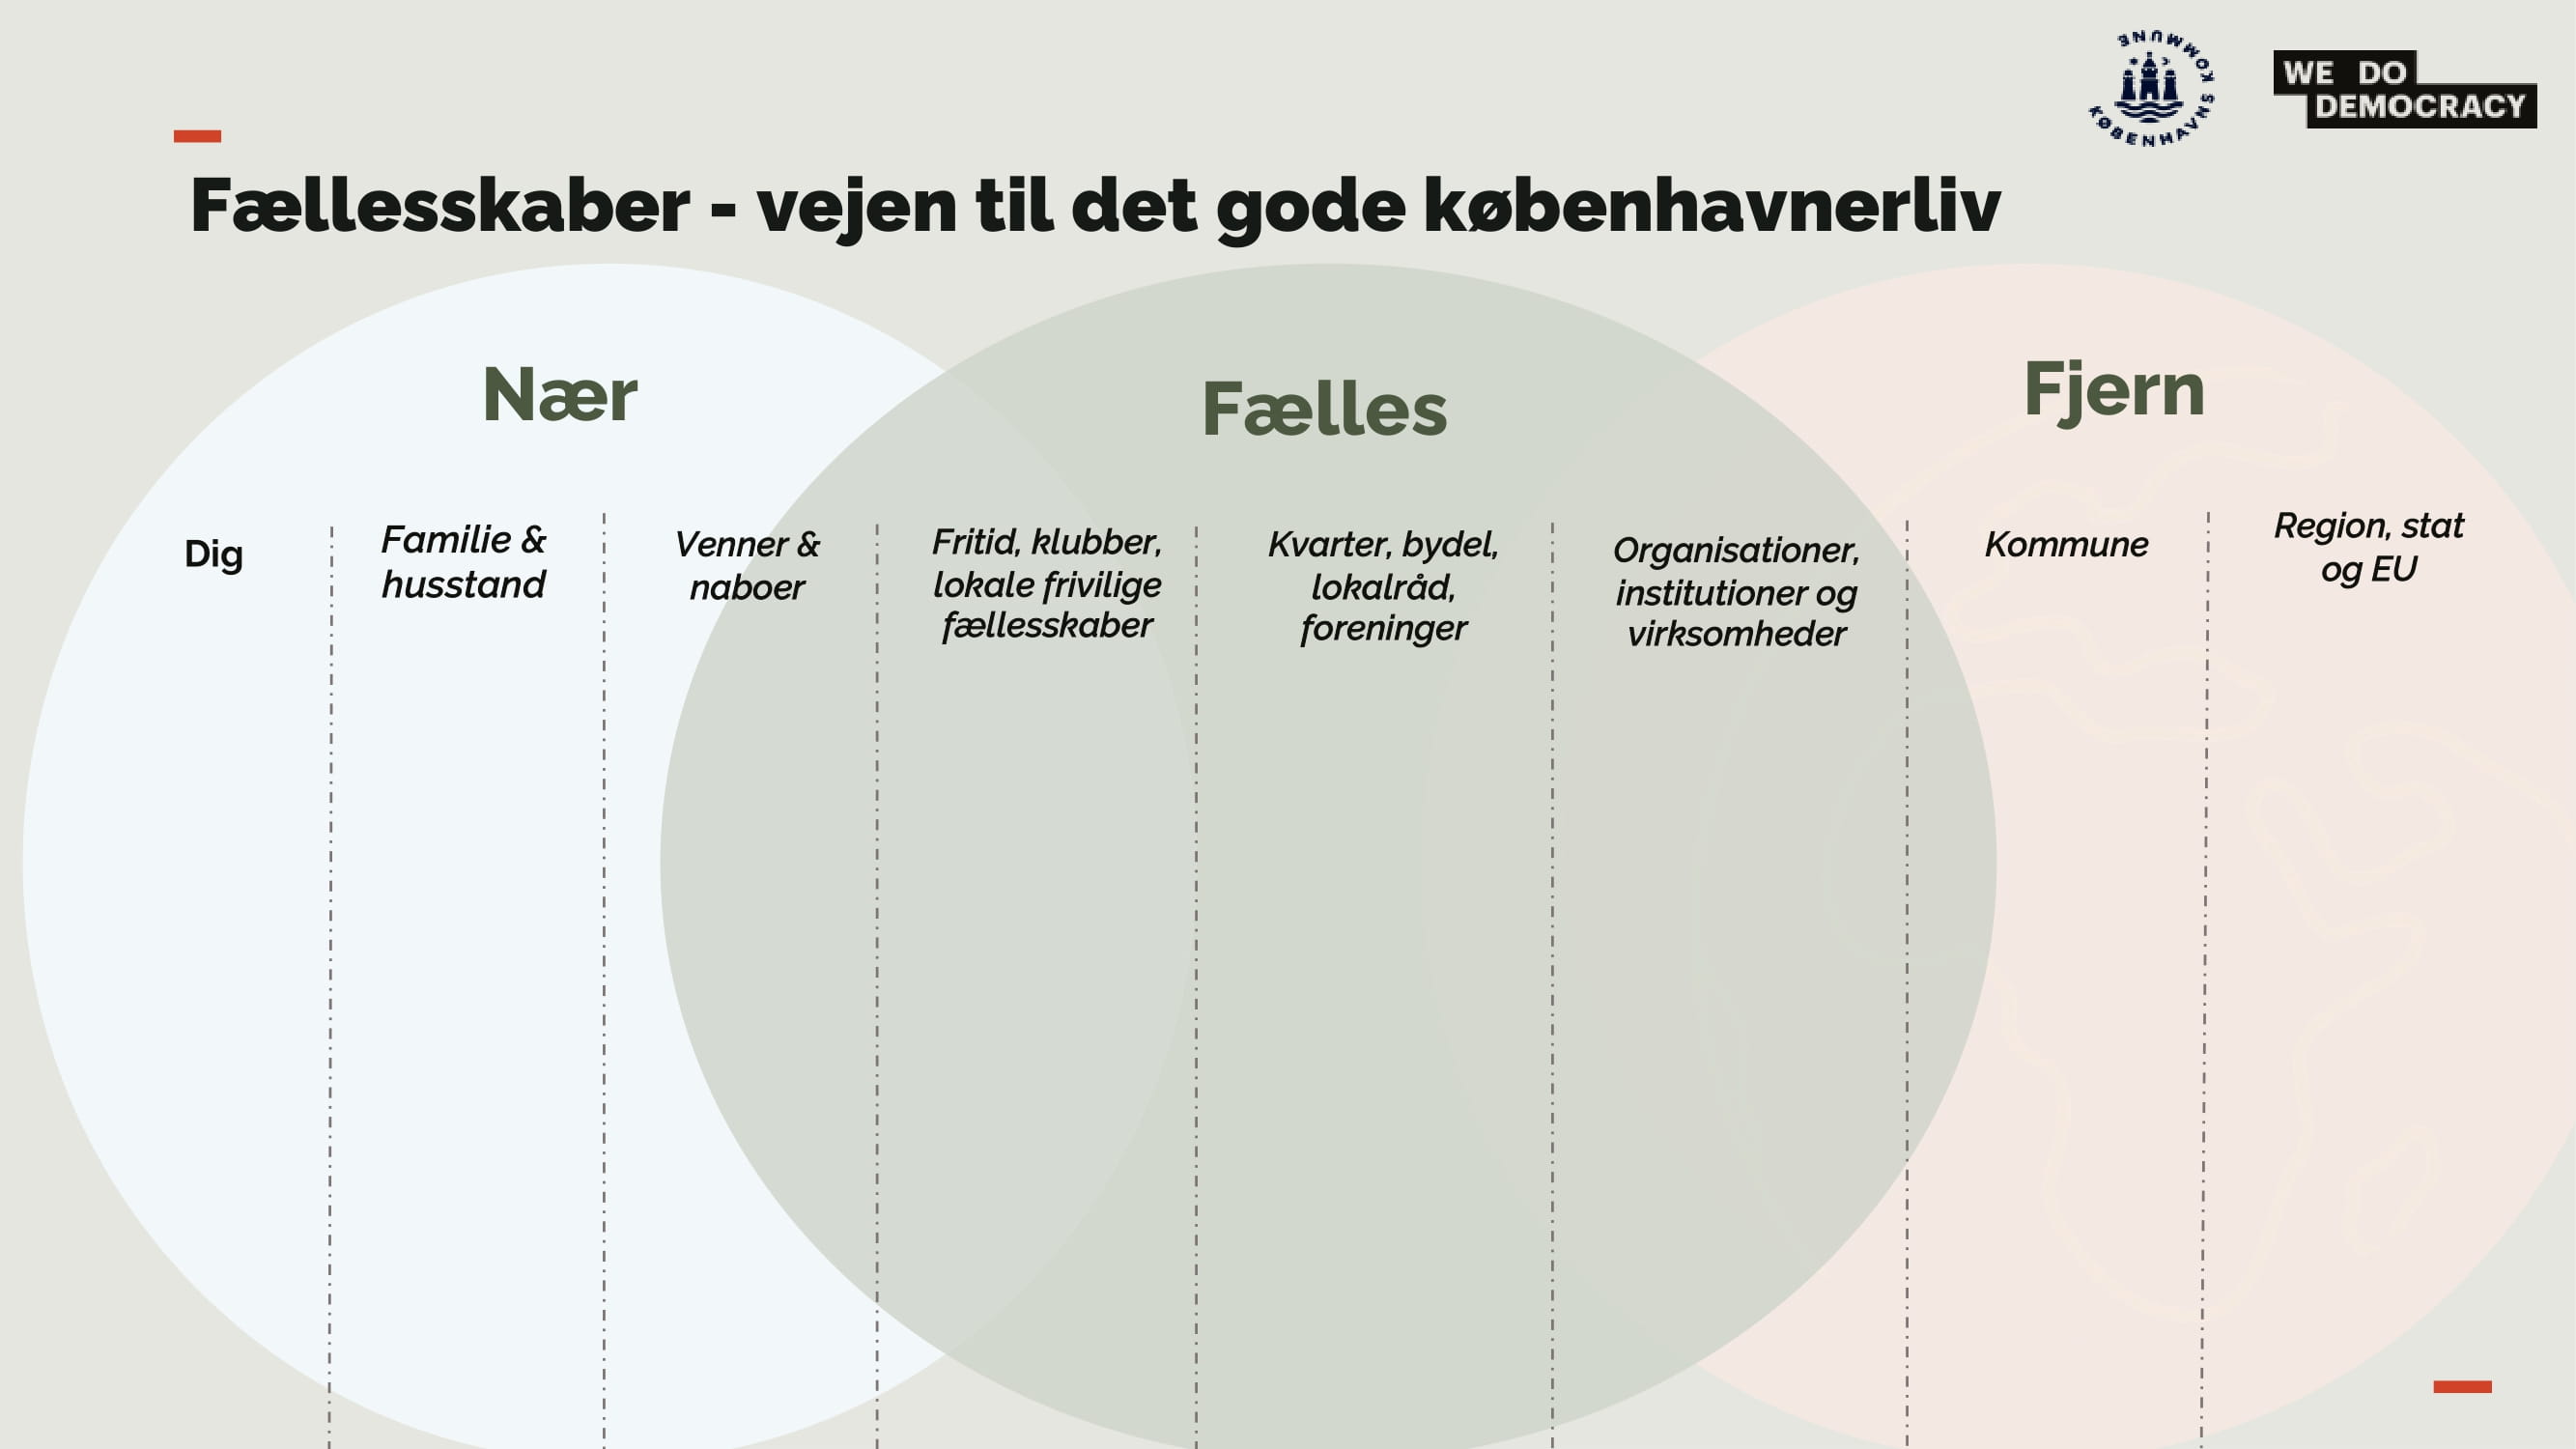 KØBENHAVNS KOMMUNE
WE DO
DEMOCRACY
Fællesskaber - vejen til det gode københavnerliv
Nær
Fælles
Fjern
Dig
Familie &
husstand
Venner &
naboer
Fritid, klubber,
lokale frivilige
fællesskaber
Kvarter, bydel,
lokalråd,
foreninger
Organisationer,
institutioner og
virksomheder
Kommune
Region, stat
og EU